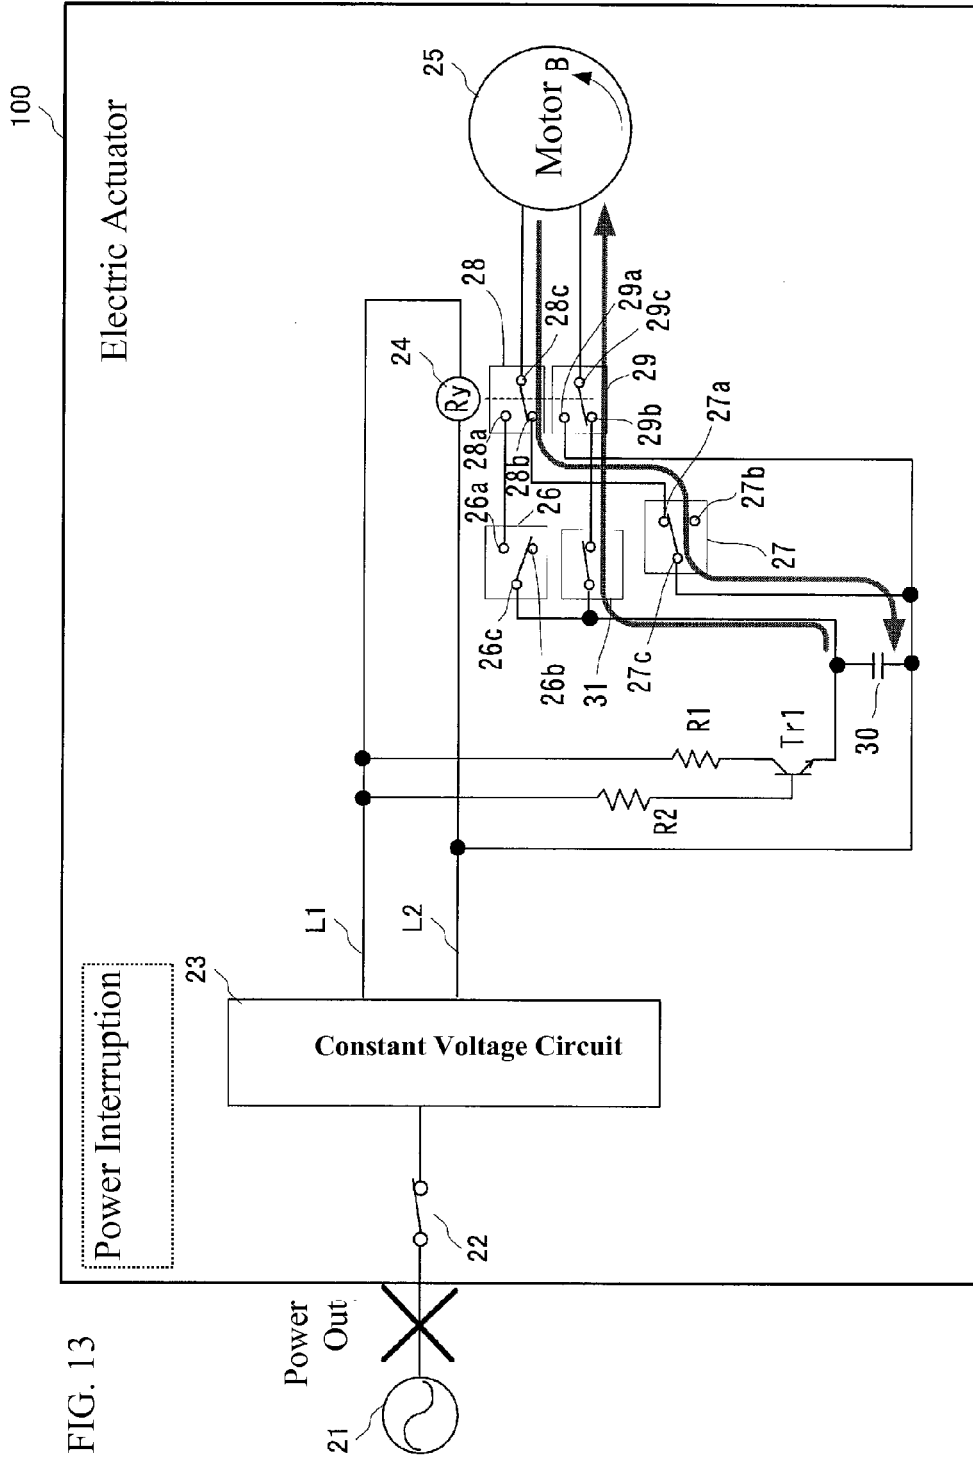 FIG. 13
100
Power Interruption
Electric Actuator
Power
Out
21
22
23
Constant Voltage Circuit
L1
L2
24
Ry
25
Motor
B
28
28a
28b
28c
26a
26
26c
26b
29a
29c
29
29b
31
27a
27b
27
27c
R1
R2
Tr1
30